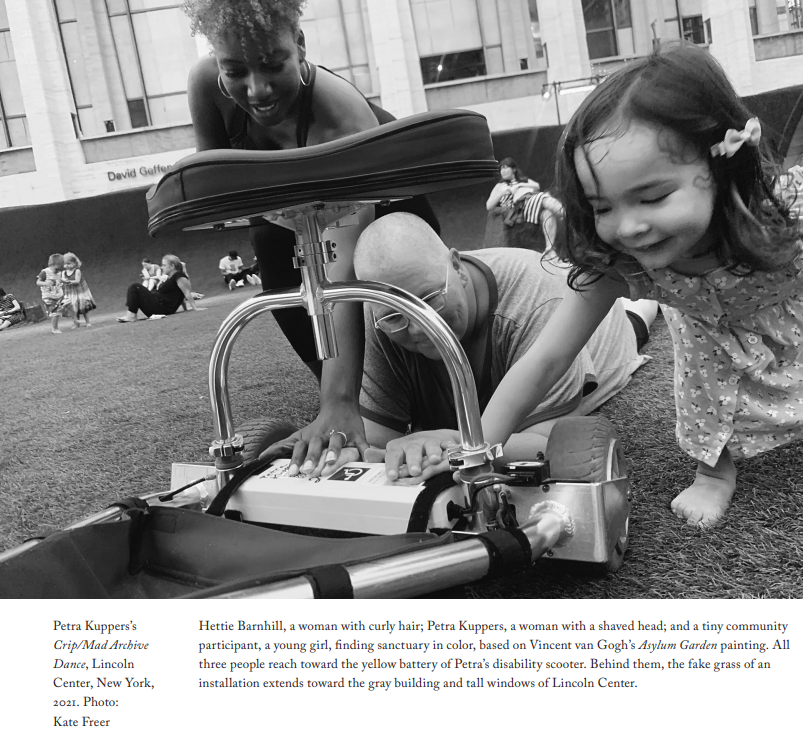 David Geffen
Petra Kuppers's
Crip/Mad Archive
Dance, Lincoln
Center, New York,
2021. Photo:
Kate Freer
Hettie Barnhill, a woman with curly hair; Petra Kuppers, a woman with a shaved head; and a tiny community
participant, a young girl, finding sanctuary in color, based on Vincent van Gogh's Asylum Garden painting. All
three people reach toward the yellow battery of Petra's disability scooter. Behind them, the fake grass of an
installation extends toward the gray building and tall windows of Lincoln Center.